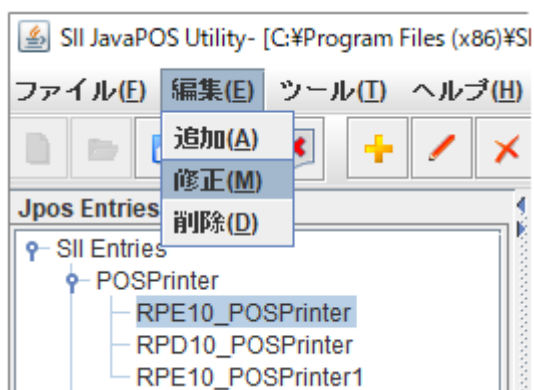 SII JavaPOS Utility- [C:¥Program Files (x86)¥SI
ファイル(F) 編集(E) ツール(T) ヘルプ(H)
追加(A)
修正(M)
削除(D)
Jpos Entries
SII Entries
POSPrinter
RPE10_POSPrinter
RPD10_POSPrinter
RPE10_POSPrinter1